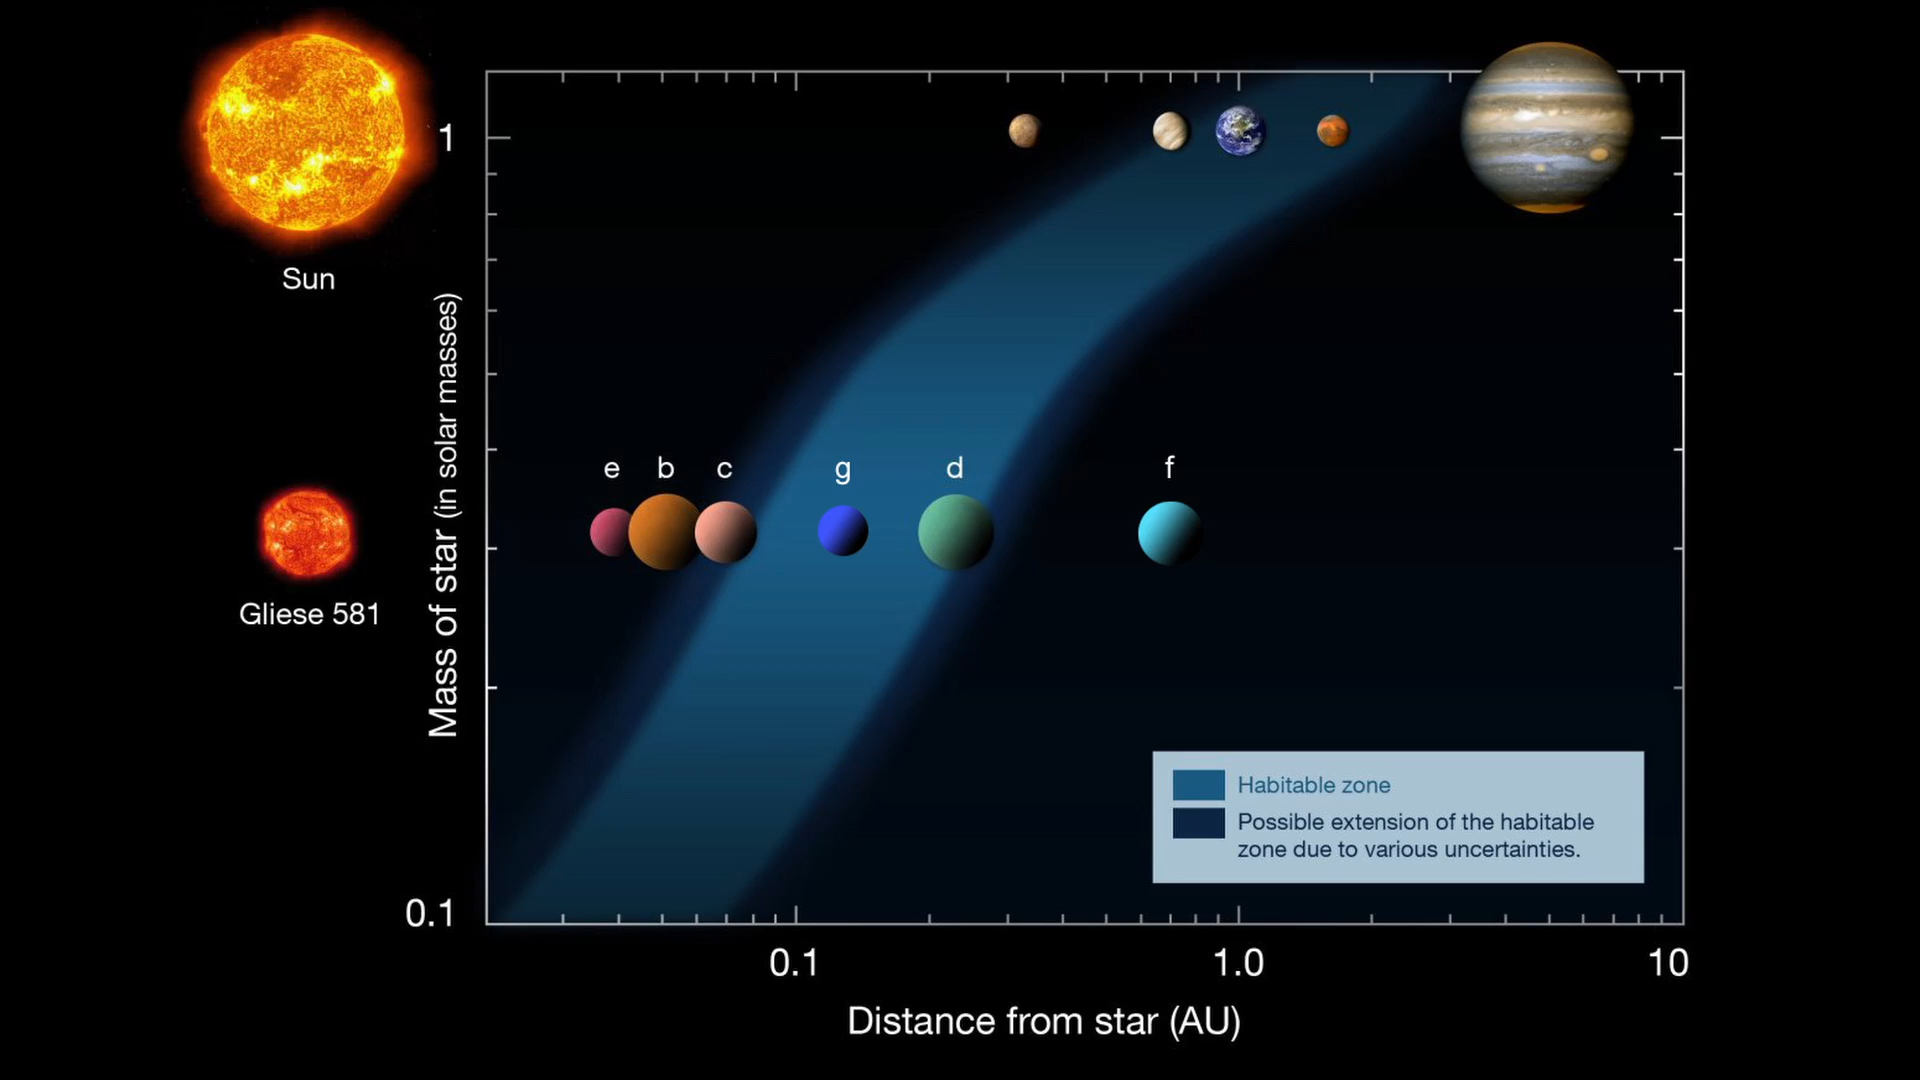 Sun
Gliese 581
Mass of star (in solar masses)
1
0.1
e b c g d f
Habitable zone
Possible extension of the habitable
zone due to various uncertainties.
0.1 1.0 10
Distance from star (AU)